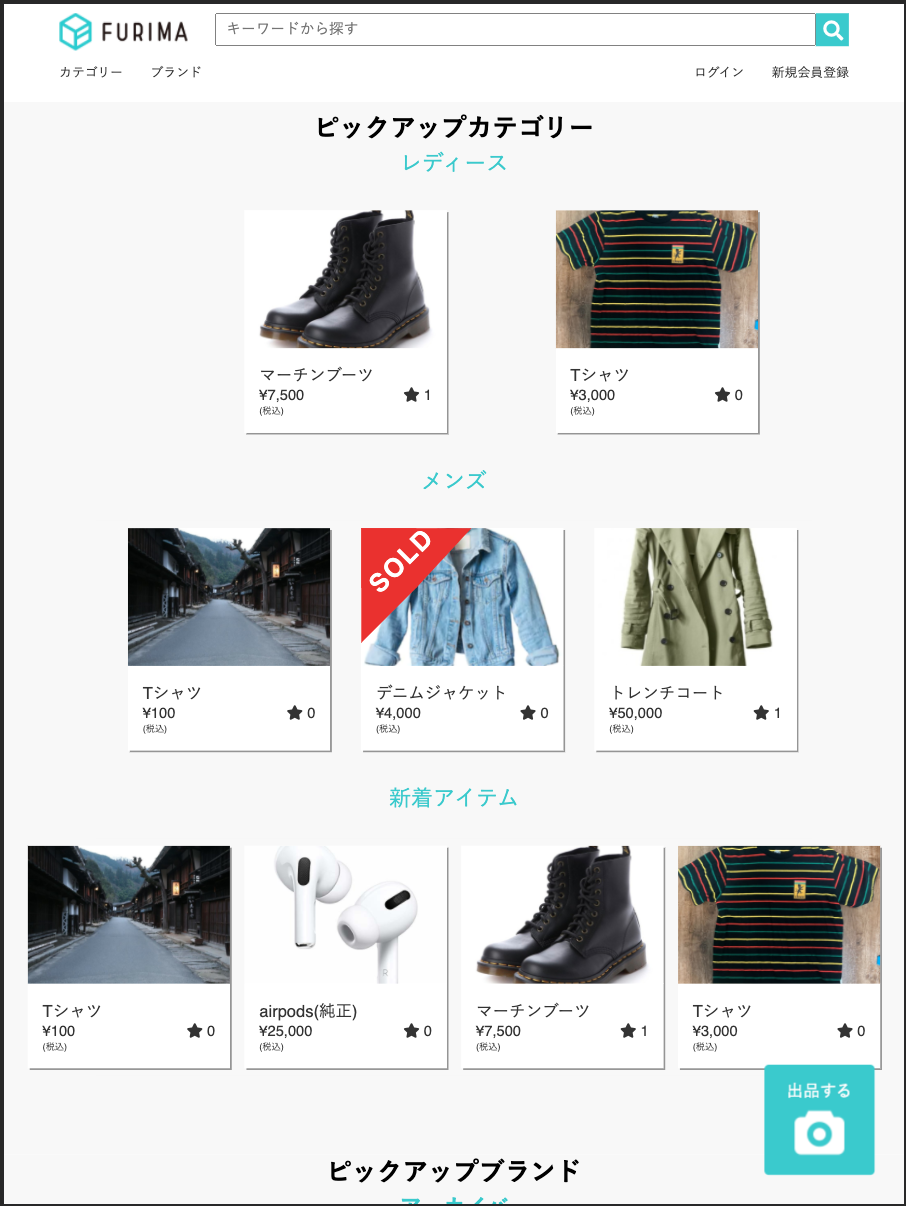 FURIMA
キーワードから探す
カテゴリー ブランド ログイン 新規会員登録
ピックアップカテゴリー
レディース
マーチンブーツ
¥7,500 1
(税込)
Tシャツ
¥3,000 0
(税込)
メンズ
Tシャツ
¥100 0
(税込)
SOLD
デニムジャケット
¥4,000 0
(税込)
トレンチコート
¥50,000 1
(税込)
新着アイテム
Tシャツ
¥100 0
(税込)
R
airpods(純正)
¥25,000 0
(税込)
マーチンブーツ
¥7,500 1
(税込)
Tシャツ
¥3,000 0
(税込)
出品する
ピックアップブランド